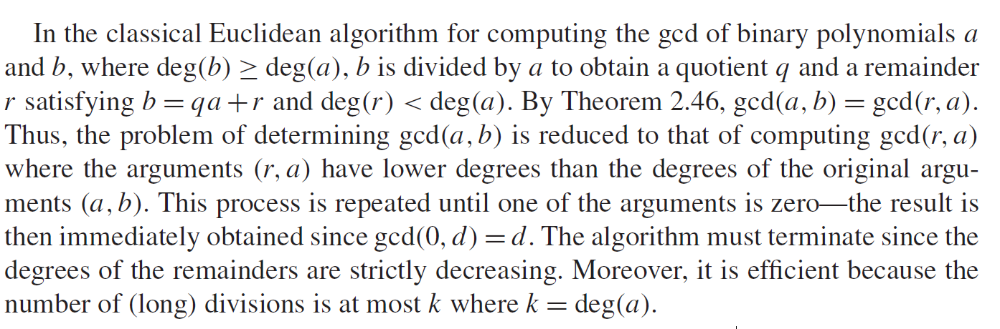 In the classical Euclidean algorithm for computing the gcd of binary polynomials a
and b, where deg(b) ≥ deg(a), b is divided by a to obtain a quotient q and a remainder
r satisfying b = qa + r and deg(r) < deg(a). By Theorem 2.46, gcd(a, b) = gcd(r, a).
Thus, the problem of determining gcd(a, b) is reduced to that of computing gcd(r, a)
where the arguments (r, a) have lower degrees than the degrees of the original argu-
ments (a, b). This process is repeated until one of the arguments is zero—the result is
then immediately obtained since gcd(0, d) = d. The algorithm must terminate since the
degrees of the remainders are strictly decreasing. Moreover, it is efficient because the
number of (long) divisions is at most k where k = deg(a).